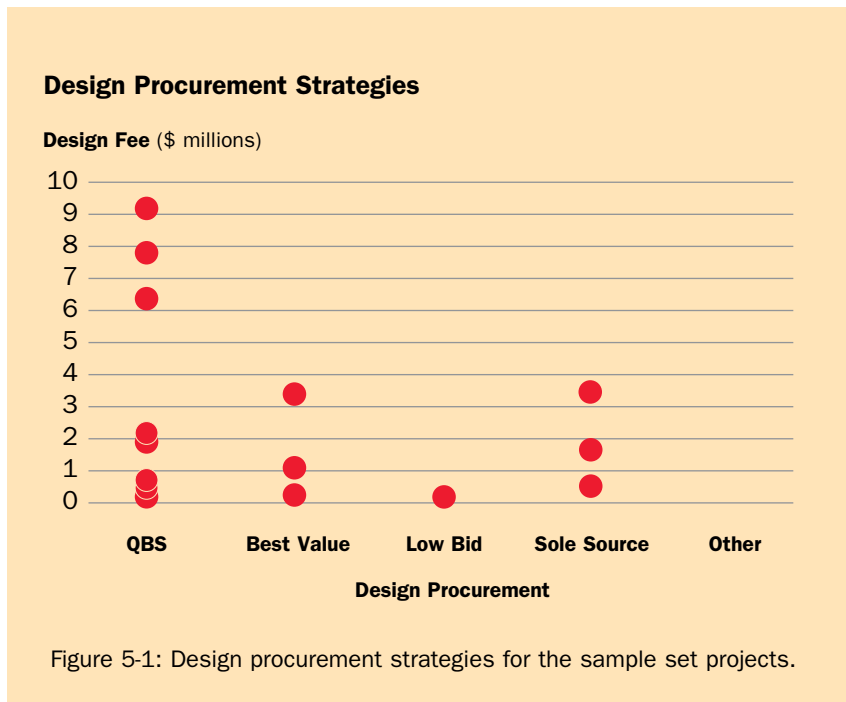 Design Procurement Strategies
Design Fee ($ millions)
10
9
8
7
6
5
4
3
2
1
0
QBS Best Value Low Bid Sole Source Other
Design Procurement
Figure 5-1: Design procurement strategies for the sample set projects.